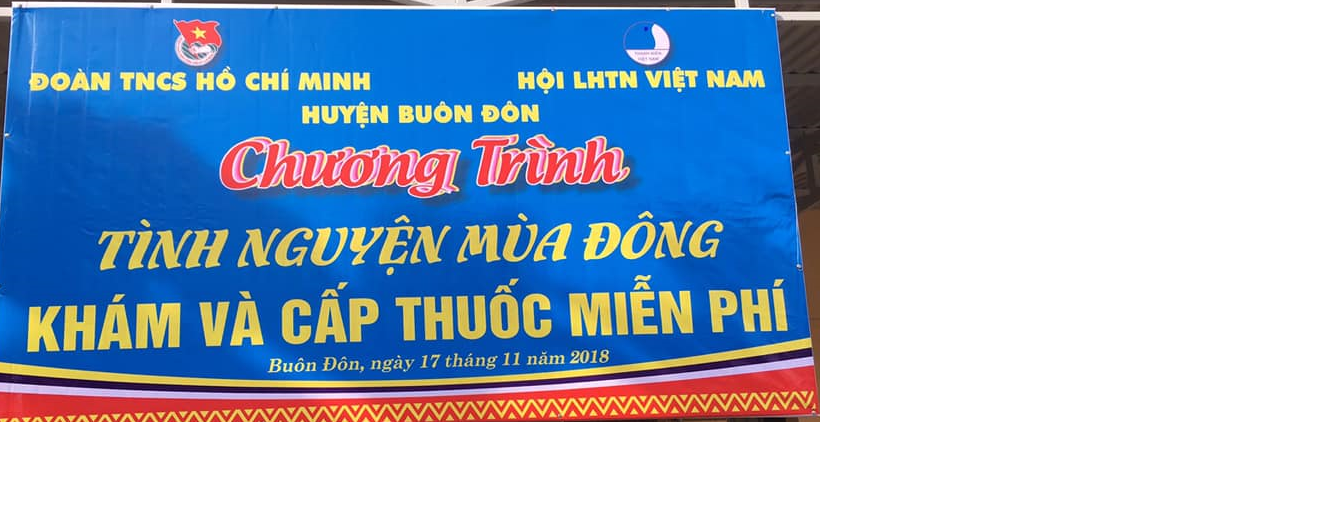 ĐOÀN TNCS HỒ CHÍ MINH
HỘI LHTN VIỆT NAM
HUYỆN BUÔN ĐÔN
Chương Trình
TÌNH NGUYỆN MÙA ĐÔNG
KHÁM VÀ CẤP THUỐC MIỄN PHÍ
Buôn Đôn, ngày 17 tháng 11 năm 2018